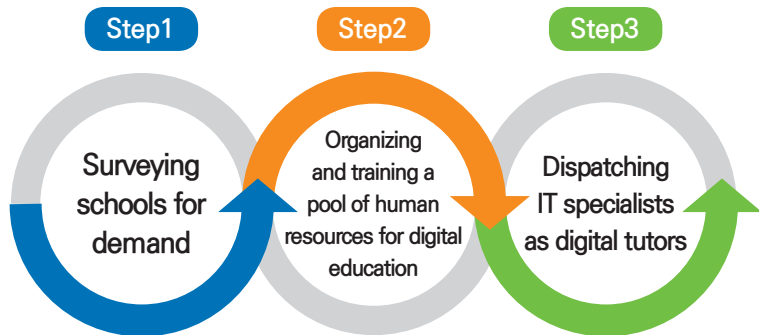 Step1
Step2
Step3
Surveying
schools for
demand
Organizing
and training a
pool of human
resources for digital
education
Dispatching
IT specialists
as digital tutors